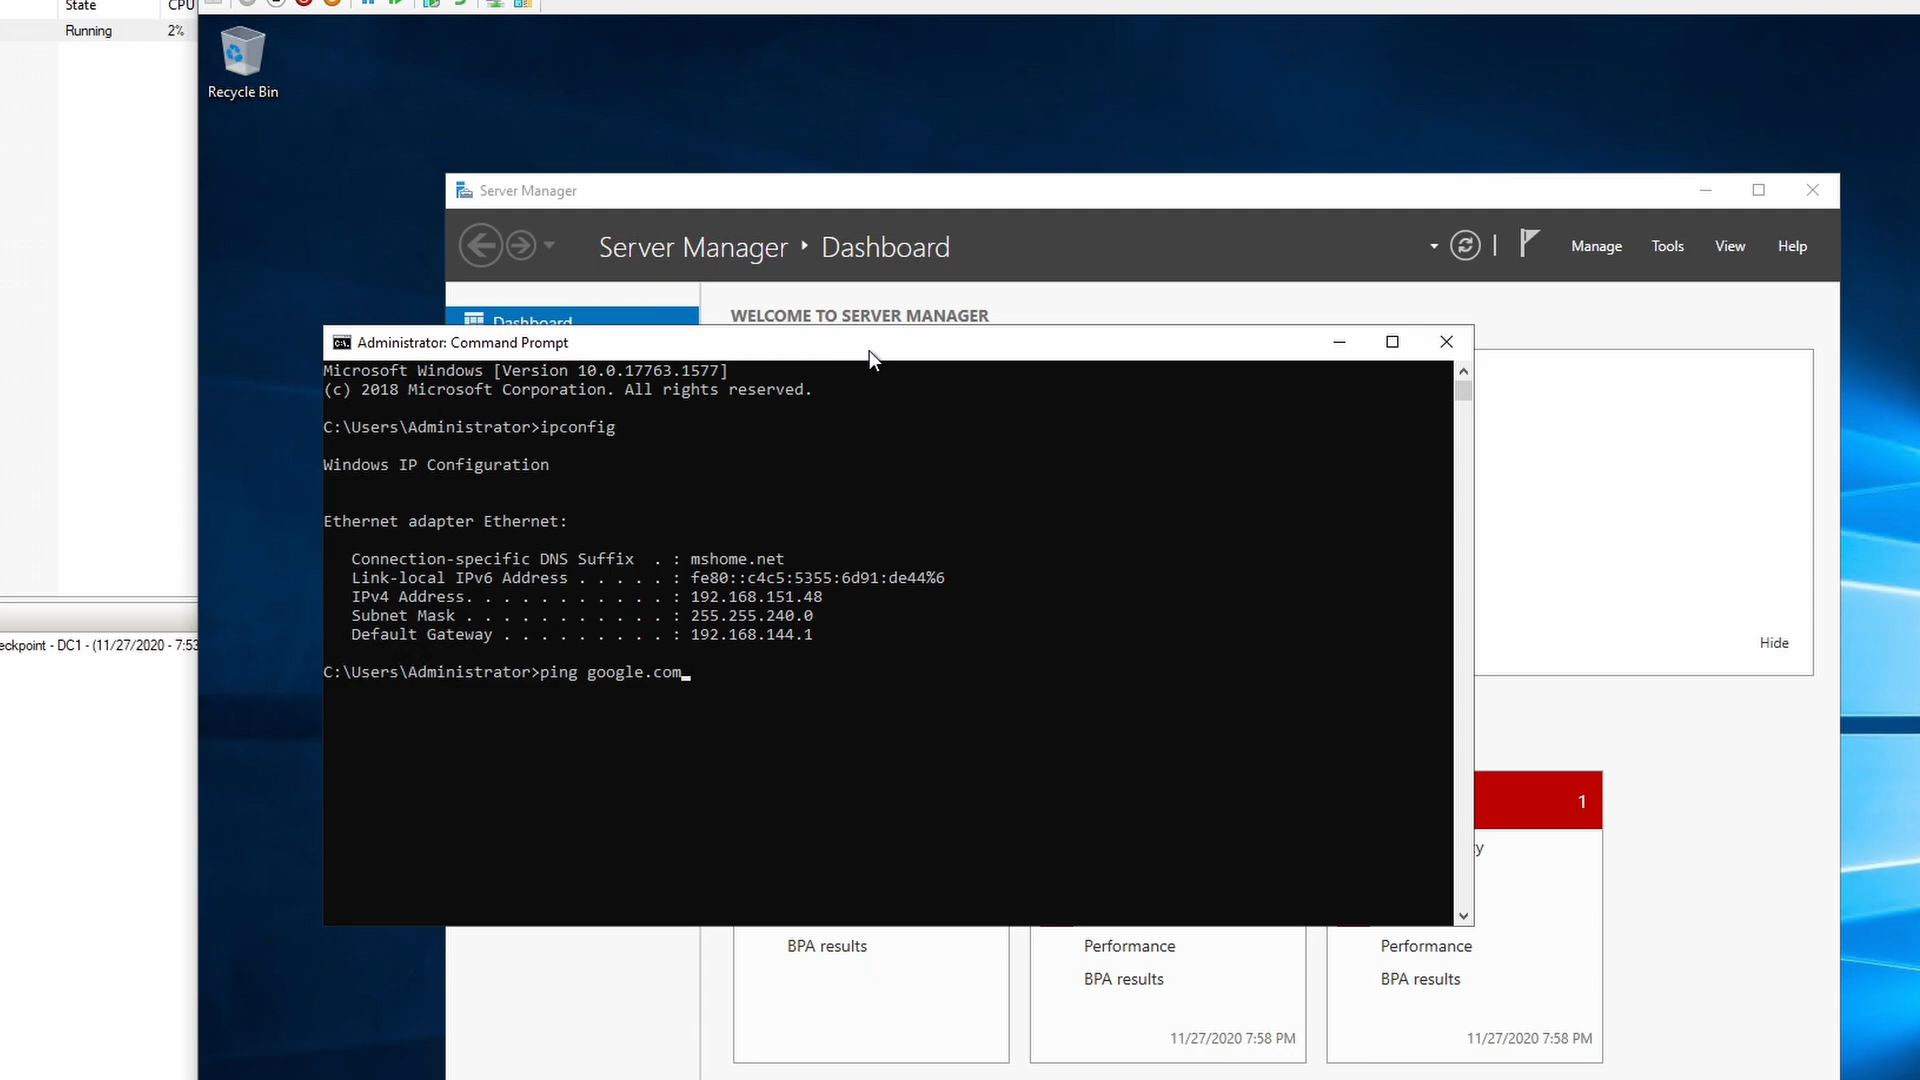 State CPU
Running 2%
Recycle Bin
Server Manager
Server Manager ‣ Dashboard
Manage Tools View Help
Dashboard
WELCOME TO SERVER MANAGER
Administrator: Command Prompt
Microsoft Windows [Version 10.0.17763.1577]
(c) 2018 Microsoft Corporation. All rights reserved.
C:\Users\Administrator>ipconfig
Windows IP Configuration
Ethernet adapter Ethernet:
Connection-specific DNS Suffix . : mshome.net
Link-local IPv6 Address . . . . . : fe80::c4c5:5355:6d91:de44%6
IPv4 Address. . . . . . . . . . . : 192.168.151.48
Subnet Mask . . . . . . . . . . . : 255.255.240.0
Default Gateway . . . . . . . . . : 192.168.144.1
C:\Users\Administrator>ping google.com
eckpoint - DC1 - (11/27/2020 - 7:53
Hide
1
BPA results
Performance
BPA results
11/27/2020 7:58 PM
Performance
BPA results
11/27/2020 7:58 PM